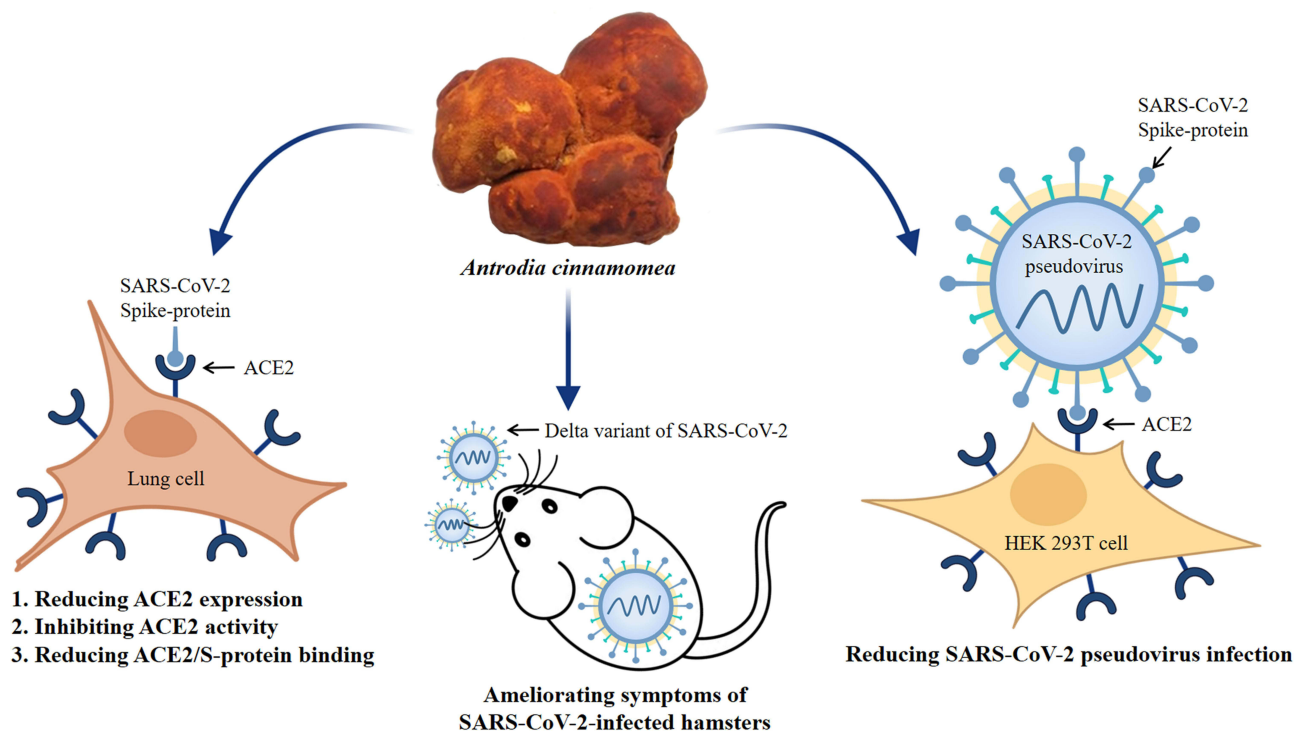 Antrodia cinnamomea
SARS-CoV-2
Spike-protein
ACE2
Lung cell
1. Reducing ACE2 expression
2. Inhibiting ACE2 activity
3. Reducing ACE2/S-protein binding
Delta variant of SARS-CoV-2
Ameliorating symptoms of
SARS-CoV-2-infected hamsters
SARS-CoV-2
Spike-protein
SARS-CoV-2
pseudovirus
ACE2
HEK 293T cell
Reducing SARS-CoV-2 pseudovirus infection